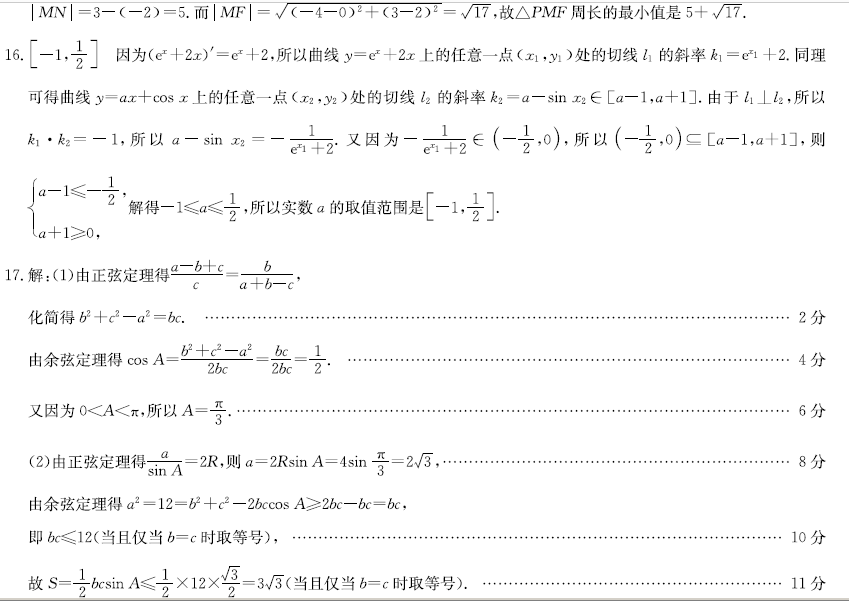 |MN|=3-(-2)=5.而|MF|=√((-4-0)²+(3-2)²)=√17,故△PMF周长的最小值是5+√17.
16.[-1,1/2] 因为(eˣ+2x)′=eˣ+2,所以曲线y=eˣ+2x上的任意一点(x₁,y₁)处的切线l₁的斜率k₁=e^{x₁}+2.同理
可得曲线y=ax+cos x上的任意一点(x₂,y₂)处的切线l₂的斜率k₂=a-sin x₂∈[a-1,a+1].由于l₁⊥l₂,所以
k₁·k₂=-1,所以a-sin x₂=-1/(e^{x₁}+2).又因为-1/(e^{x₁}+2)∈(-1/2,0),所以(-1/2,0)⊆[a-1,a+1],则
{a-1≤-1/2,
a+1≥0, 解得-1≤a≤1/2,所以实数a的取值范围是[-1,1/2].
17.解:(1)由正弦定理得(a-b+c)/c=b/(a+b-c),
化简得b²+c²-a²=bc. …… 2分
由余弦定理得cos A=(b²+c²-a²)/2bc=bc/2bc=1/2. …… 4分
又因为0<A<π,所以A=π/3. …… 6分
(2)由正弦定理得a/sin A=2R,则a=2Rsin A=4sin π/3=2√3, …… 8分
由余弦定理得a²=12=b²+c²-2bccos A≥2bc-bc=bc,
即bc≤12(当且仅当b=c时取等号), …… 10分
故S=1/2bcsin A≤1/2×12×√3/2=3√3(当且仅当b=c时取等号). …… 11分